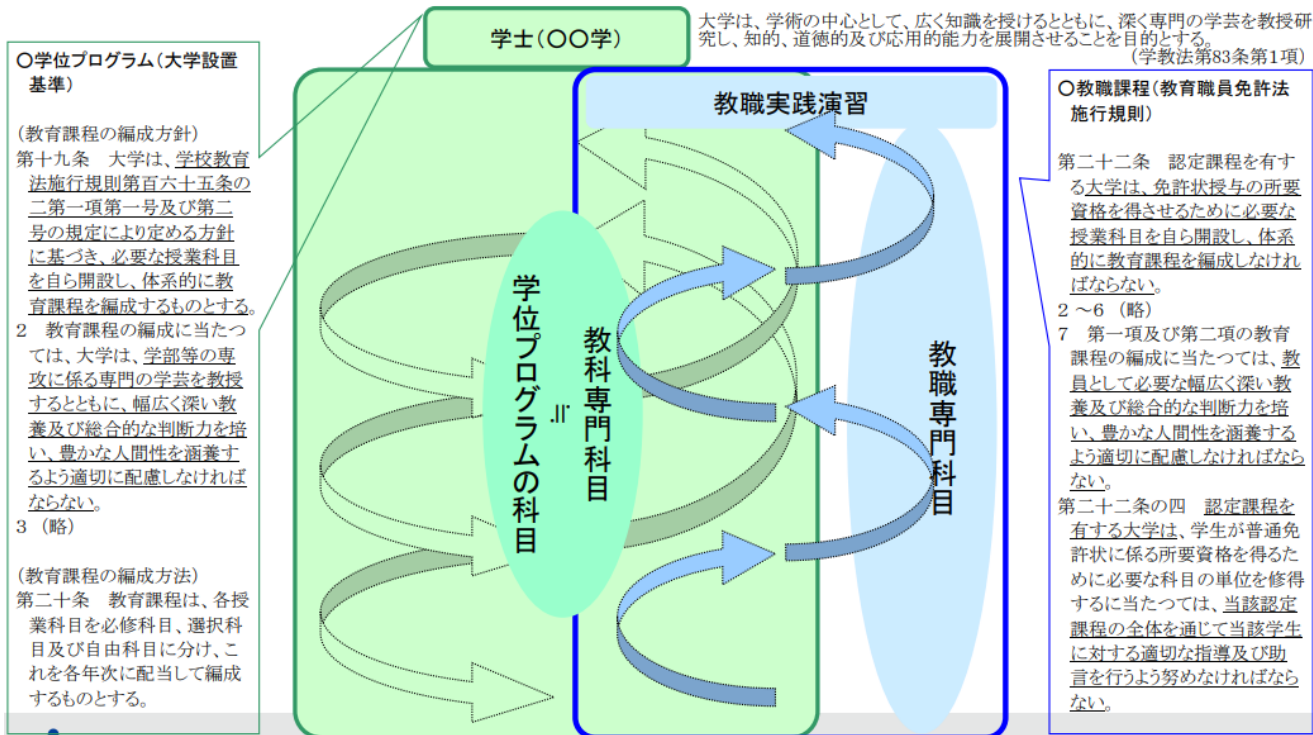 学士(〇〇学)
大学は、学術の中心として、広く知識を授けるとともに、深く専門の学芸を教授研
究し、知的、道徳的及び応用的能力を展開させることを目的とする。
(学教法第83条第1項)
〇学位プログラム(大学設置
基準)
(教育課程の編成方針)
第十九条 大学は、学校教育
法施行規則第百六十五条の
二第一項第一号及び第二
号の規定により定める方針
に基づき、必要な授業科目
を自ら開設し、体系的に教
育課程を編成するものとする。
2 教育課程の編成に当たつ
ては、大学は、学部等の専
攻に係る専門の学芸を教授
するとともに、幅広く深い教
養及び総合的な判断力を培
い、豊かな人間性を涵養す
るよう適切に配慮しなければ
ならない。
3 (略)
(教育課程の編成方法)
第二十条 教育課程は、各授
業科目を必修科目、選択科
目及び自由科目に分け、こ
れを各年次に配当して編成
するものとする。
教職実践演習
学位プログラムの科目
≒
教科専門科目
教職専門科目
〇教職課程(教育職員免許法
施行規則)
第二十二条 認定課程を有す
る大学は、免許状授与の所要
資格を得させるために必要な
授業科目を自ら開設し、体系
的に教育課程を編成しなけれ
ばならない。
2~6 (略)
7 第一項及び第二項の教育
課程の編成に当たつては、教
員として必要な幅広く深い教
養及び総合的な判断力を培
い、豊かな人間性を涵養する
よう適切に配慮しなければなら
ない。
第二十二条の四 認定課程を
有する大学は、学生が普通免
許状に係る所要資格を得るた
めに必要な科目の単位を修得
するに当たつては、当該認定
課程の全体を通じて当該学生
に対する適切な指導及び助
言を行うよう努めなければなら
ない。